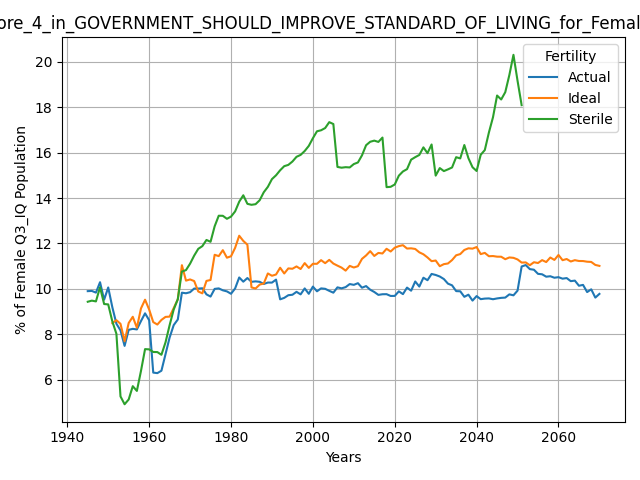 ore_4_in_GOVERNMENT_SHOULD_IMPROVE_STANDARD_OF_LIVING_for_Femal
% of Female Q3_IQ Population
20
18
16
14
12
10
8
6
1940
1960
1980
2000
2020
2040
2060
Years
Fertility
Actual
Ideal
Sterile